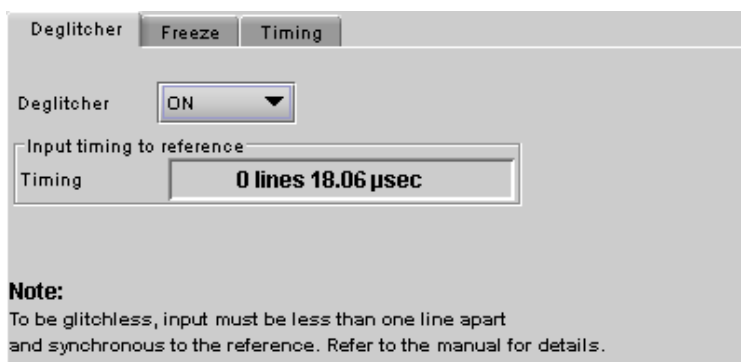 Deglitcher Freeze Timing
Deglitcher ON
Input timing to reference
Timing 0 lines 18.06 µsec
Note:
To be glitchless, input must be less than one line apart
and synchronous to the reference. Refer to the manual for details.